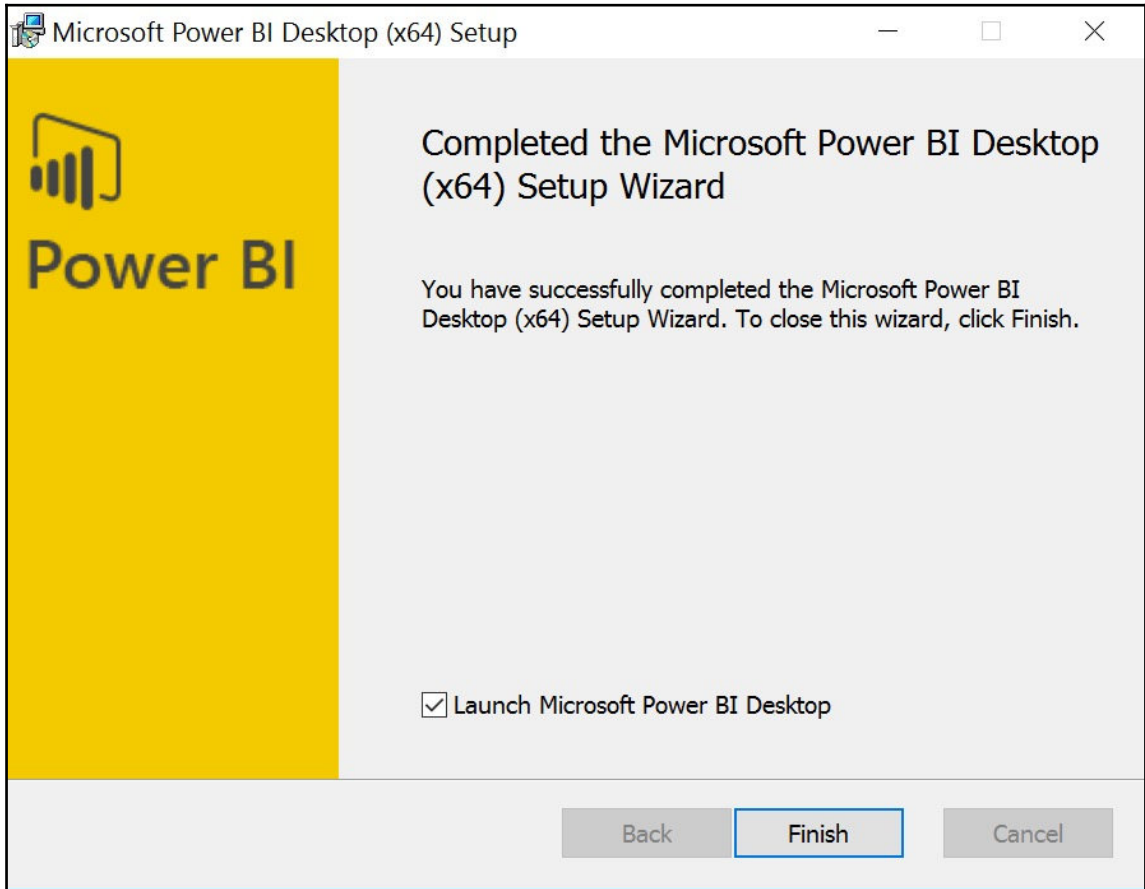 Microsoft Power BI Desktop (x64) Setup
Power BI
Completed the Microsoft Power BI Desktop
(x64) Setup Wizard
You have successfully completed the Microsoft Power BI
Desktop (x64) Setup Wizard. To close this wizard, click Finish.
Launch Microsoft Power BI Desktop
Back Finish Cancel